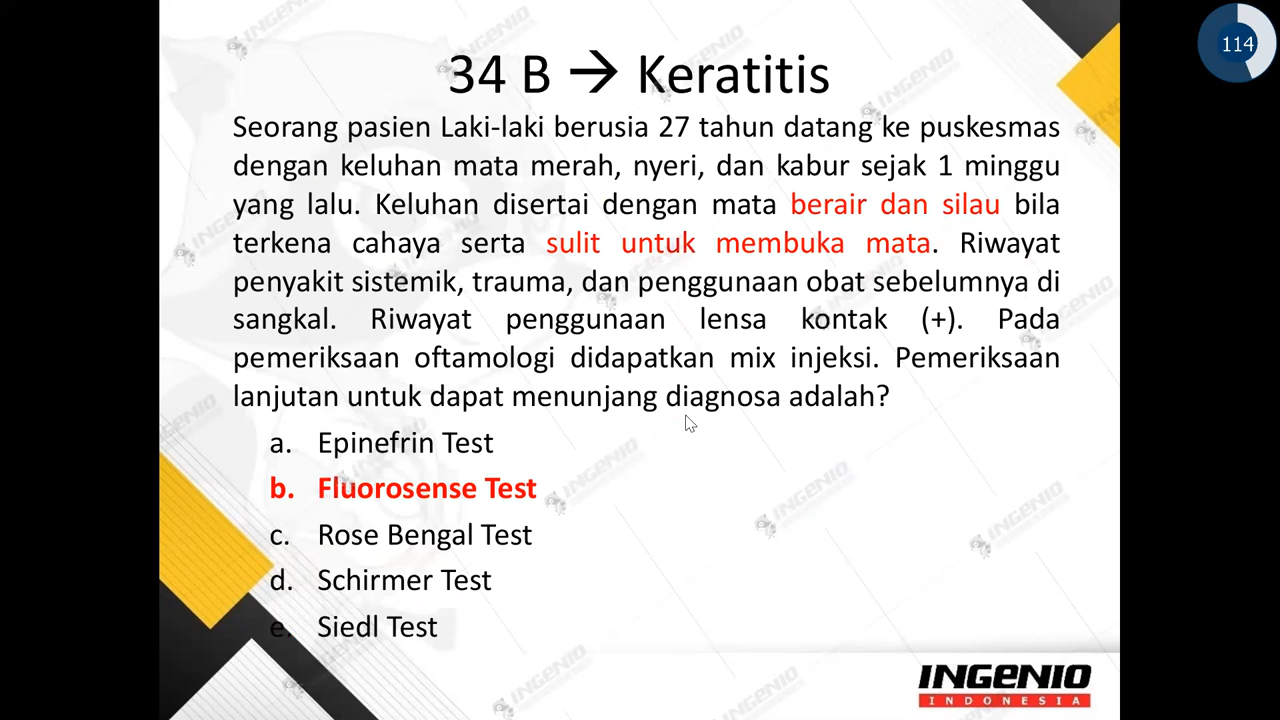 114
34 B → Keratitis
Seorang pasien Laki-laki berusia 27 tahun datang ke puskesmas
dengan keluhan mata merah, nyeri, dan kabur sejak 1 minggu
yang lalu. Keluhan disertai dengan mata berair dan silau bila
terkena cahaya serta sulit untuk membuka mata. Riwayat
penyakit sistemik, trauma, dan penggunaan obat sebelumnya di
sangkal. Riwayat penggunaan lensa kontak (+). Pada
pemeriksaan oftamologi didapatkan mix injeksi. Pemeriksaan
lanjutan untuk dapat menunjang diagnosa adalah?
a. Epinefrin Test
b. Fluorosense Test
c. Rose Bengal Test
d. Schirmer Test
e. Siedl Test
INGENIO
INDONESIA